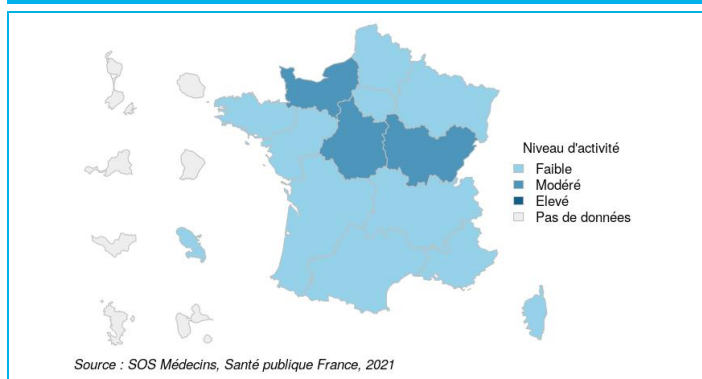 Niveau d'activité
Faible
Modéré
Elevé
Pas de données
Source : SOS Médecins, Santé publique France, 2021